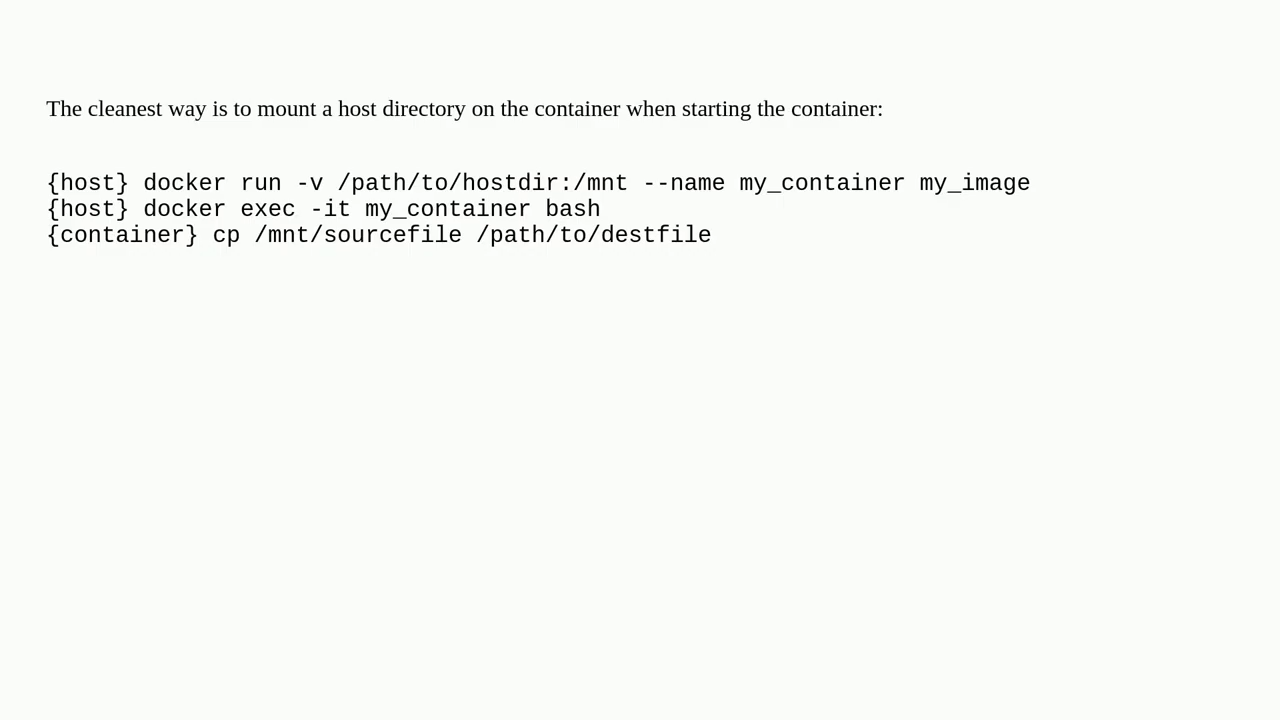 The cleanest way is to mount a host directory on the container when starting the container:
{host} docker run -v /path/to/hostdir:/mnt --name my_container my_image
{host} docker exec -it my_container bash
{container} cp /mnt/sourcefile /path/to/destfile